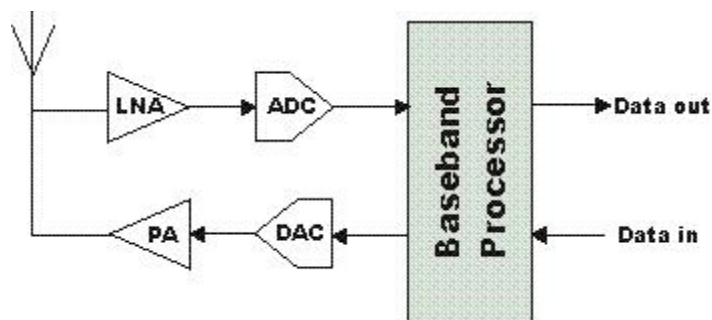 LNA
ADC
Baseband
Processor
Data out
PA
DAC
Data in